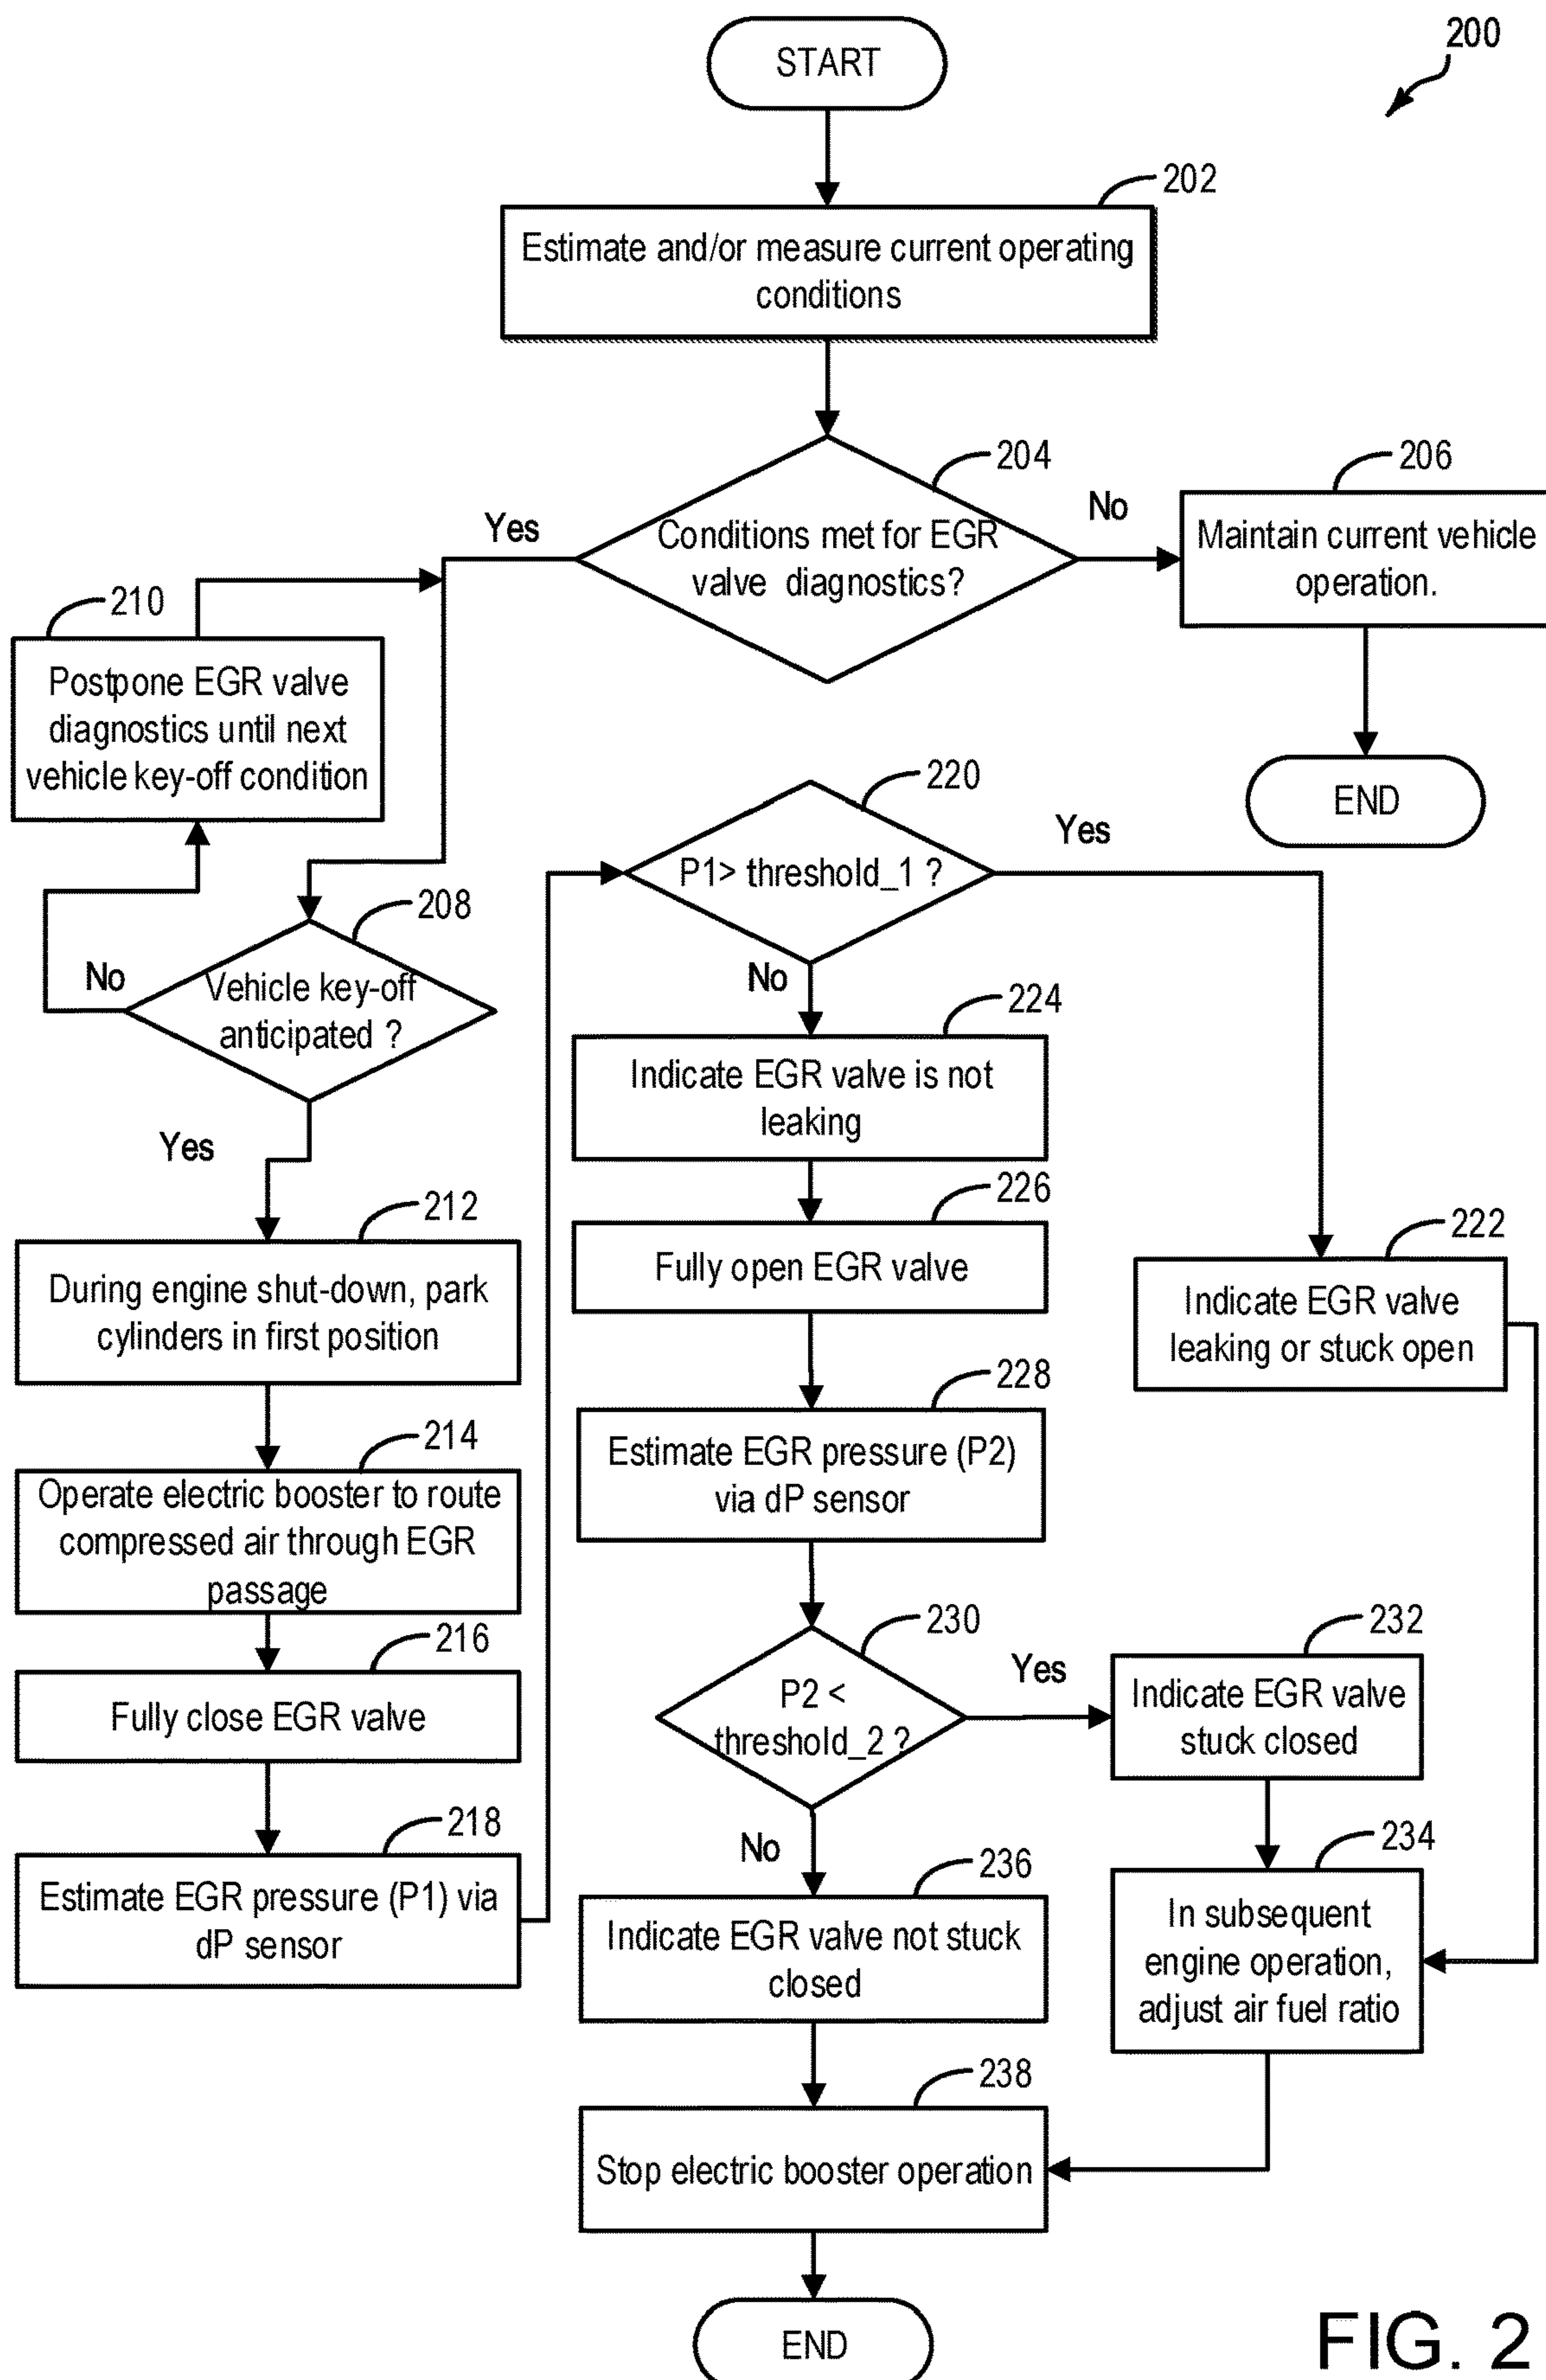 START
200
202
Estimate and/or measure current operating
conditions
204
Conditions met for EGR
valve diagnostics?
Yes
No
206
Maintain current vehicle
operation.
END
210
Postpone EGR valve
diagnostics until next
vehicle key-off condition
208
Vehicle key-off
anticipated ?
No
Yes
212
During engine shut-down, park
cylinders in first position
214
Operate electric booster to route
compressed air through EGR
passage
216
Fully close EGR valve
218
Estimate EGR pressure (P1) via
dP sensor
220
P1> threshold_1 ?
Yes
No
222
Indicate EGR valve
leaking or stuck open
224
Indicate EGR valve is not
leaking
226
Fully open EGR valve
228
Estimate EGR pressure (P2)
via dP sensor
230
P2 <
threshold_2 ?
Yes
No
232
Indicate EGR valve
stuck closed
234
In subsequent
engine operation,
adjust air fuel ratio
236
Indicate EGR valve not stuck
closed
238
Stop electric booster operation
END
FIG. 2